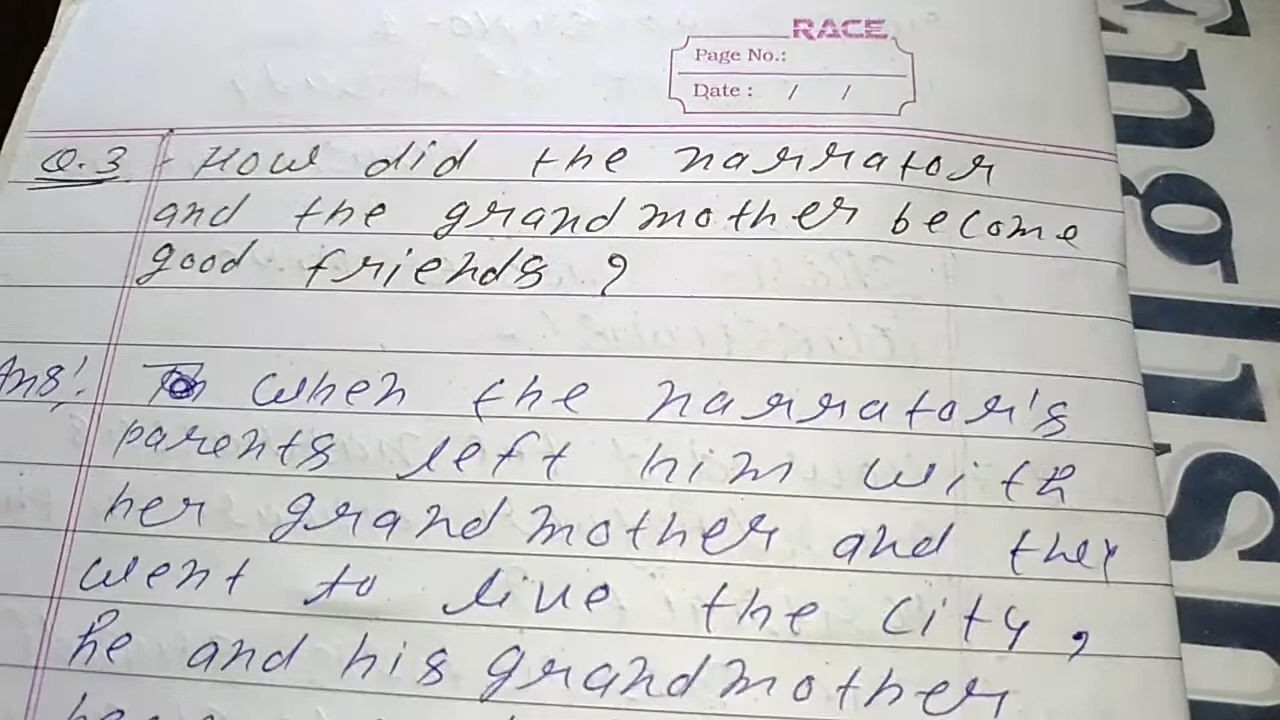 RACE
Page No.:
Date : / /
Q.3 - How did the narrator
and the grandmother become
good friends ?
Ans:. When the narrator's
parents left him with
her grandmother and they
went to live the city,
he and his grandmother
English